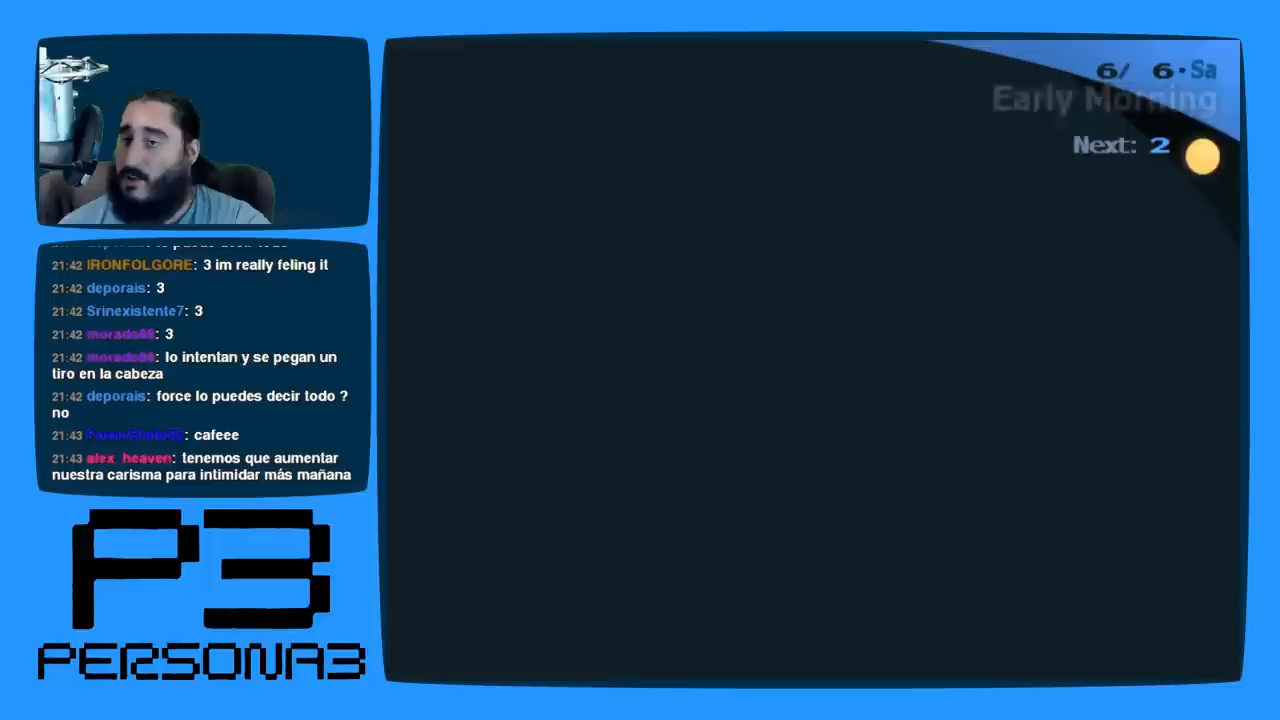 6/ 6·Sa
Early Morning
Next: 2
21:42 IRONFOLGORE: 3 im really feling it
21:42 deporais: 3
21:42 Srinexistente7: 3
21:42 : 3
21:42 : lo intentan y se pegan un
tiro en la cabeza
21:42 deporais: force lo puedes decir todo ?
no
21:43 : cafeee
21:43 alex_heaven: tenemos que aumentar
nuestra carisma para intimidar más mañana
P3
PERSONA3